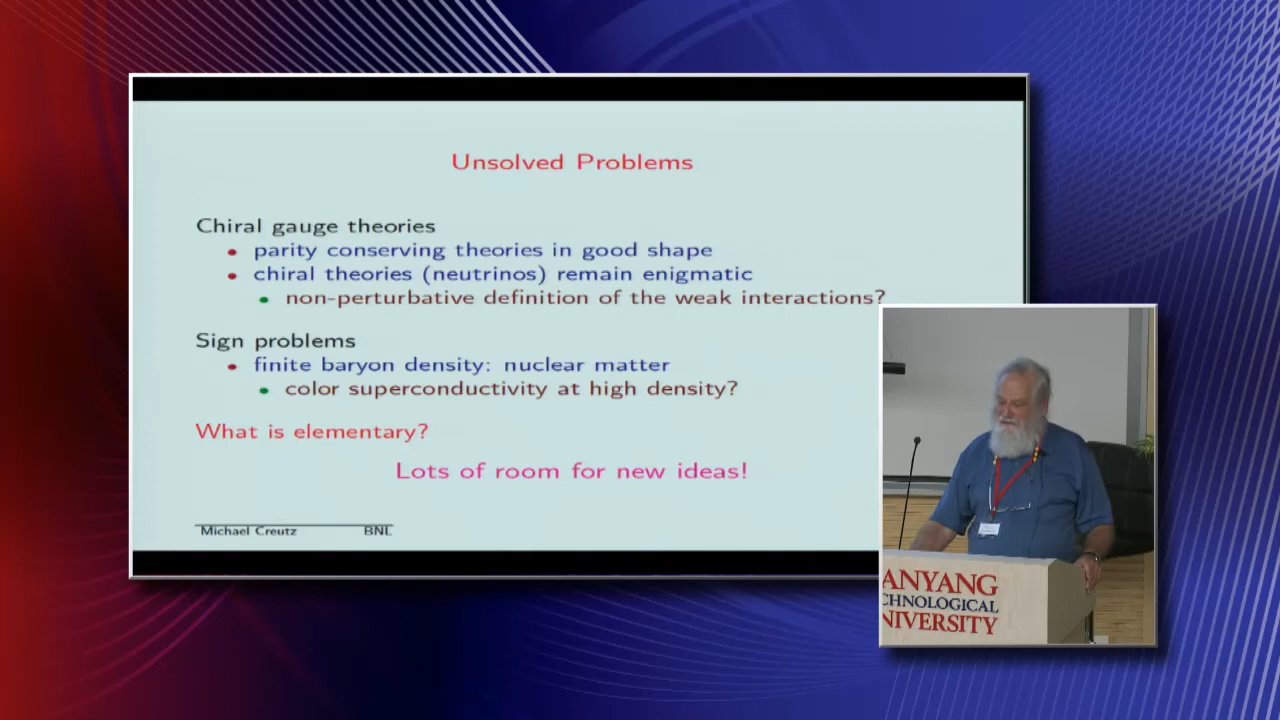 Unsolved Problems
Chiral gauge theories
parity conserving theories in good shape
chiral theories (neutrinos) remain enigmatic
non-perturbative definition of the weak interactions?
Sign problems
finite baryon density: nuclear matter
color superconductivity at high density?
What is elementary?
Lots of room for new ideas!
Michael Creutz BNL
ANYANG
CHNOLOGICAL
NIVERSITY